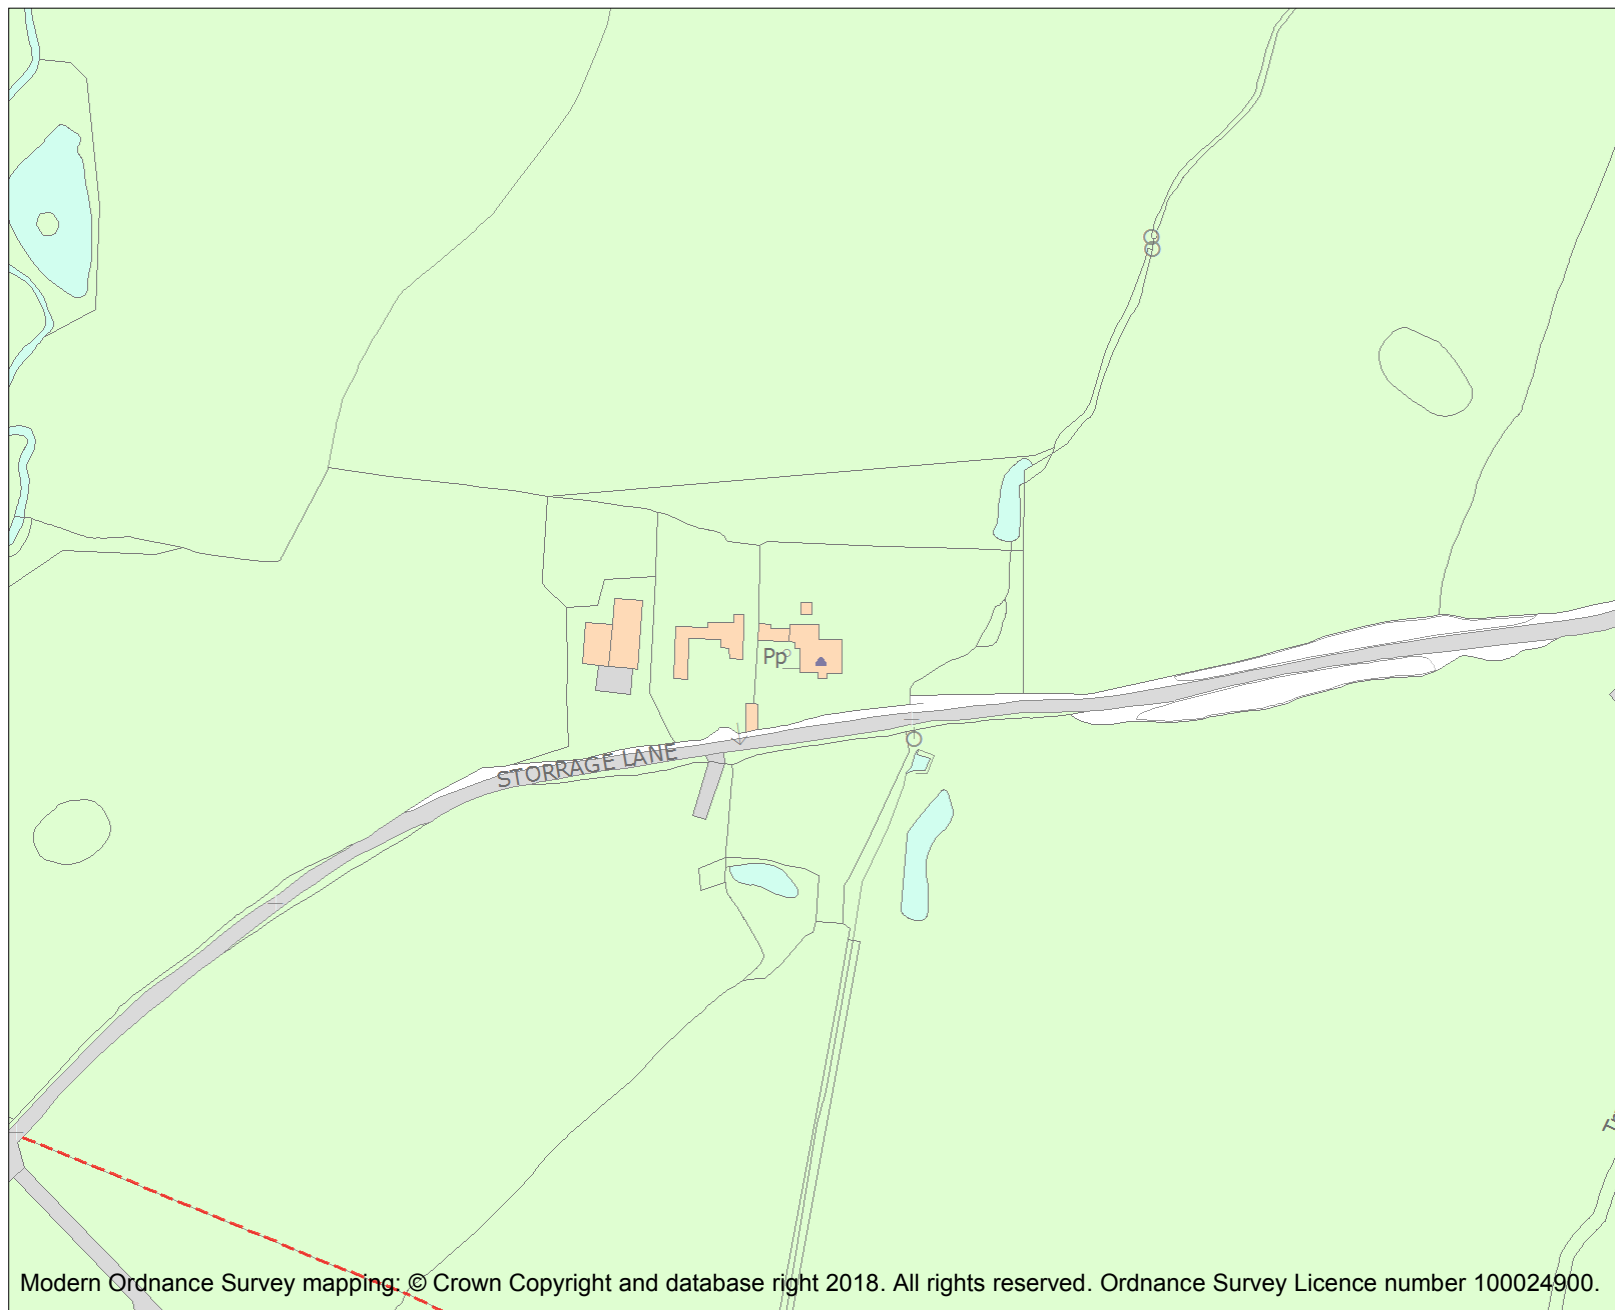 Pp
STORRAGE LANE
Modern Ordnance Survey mapping: © Crown Copyright and database right 2018. All rights reserved. Ordnance Survey Licence number 100024900.